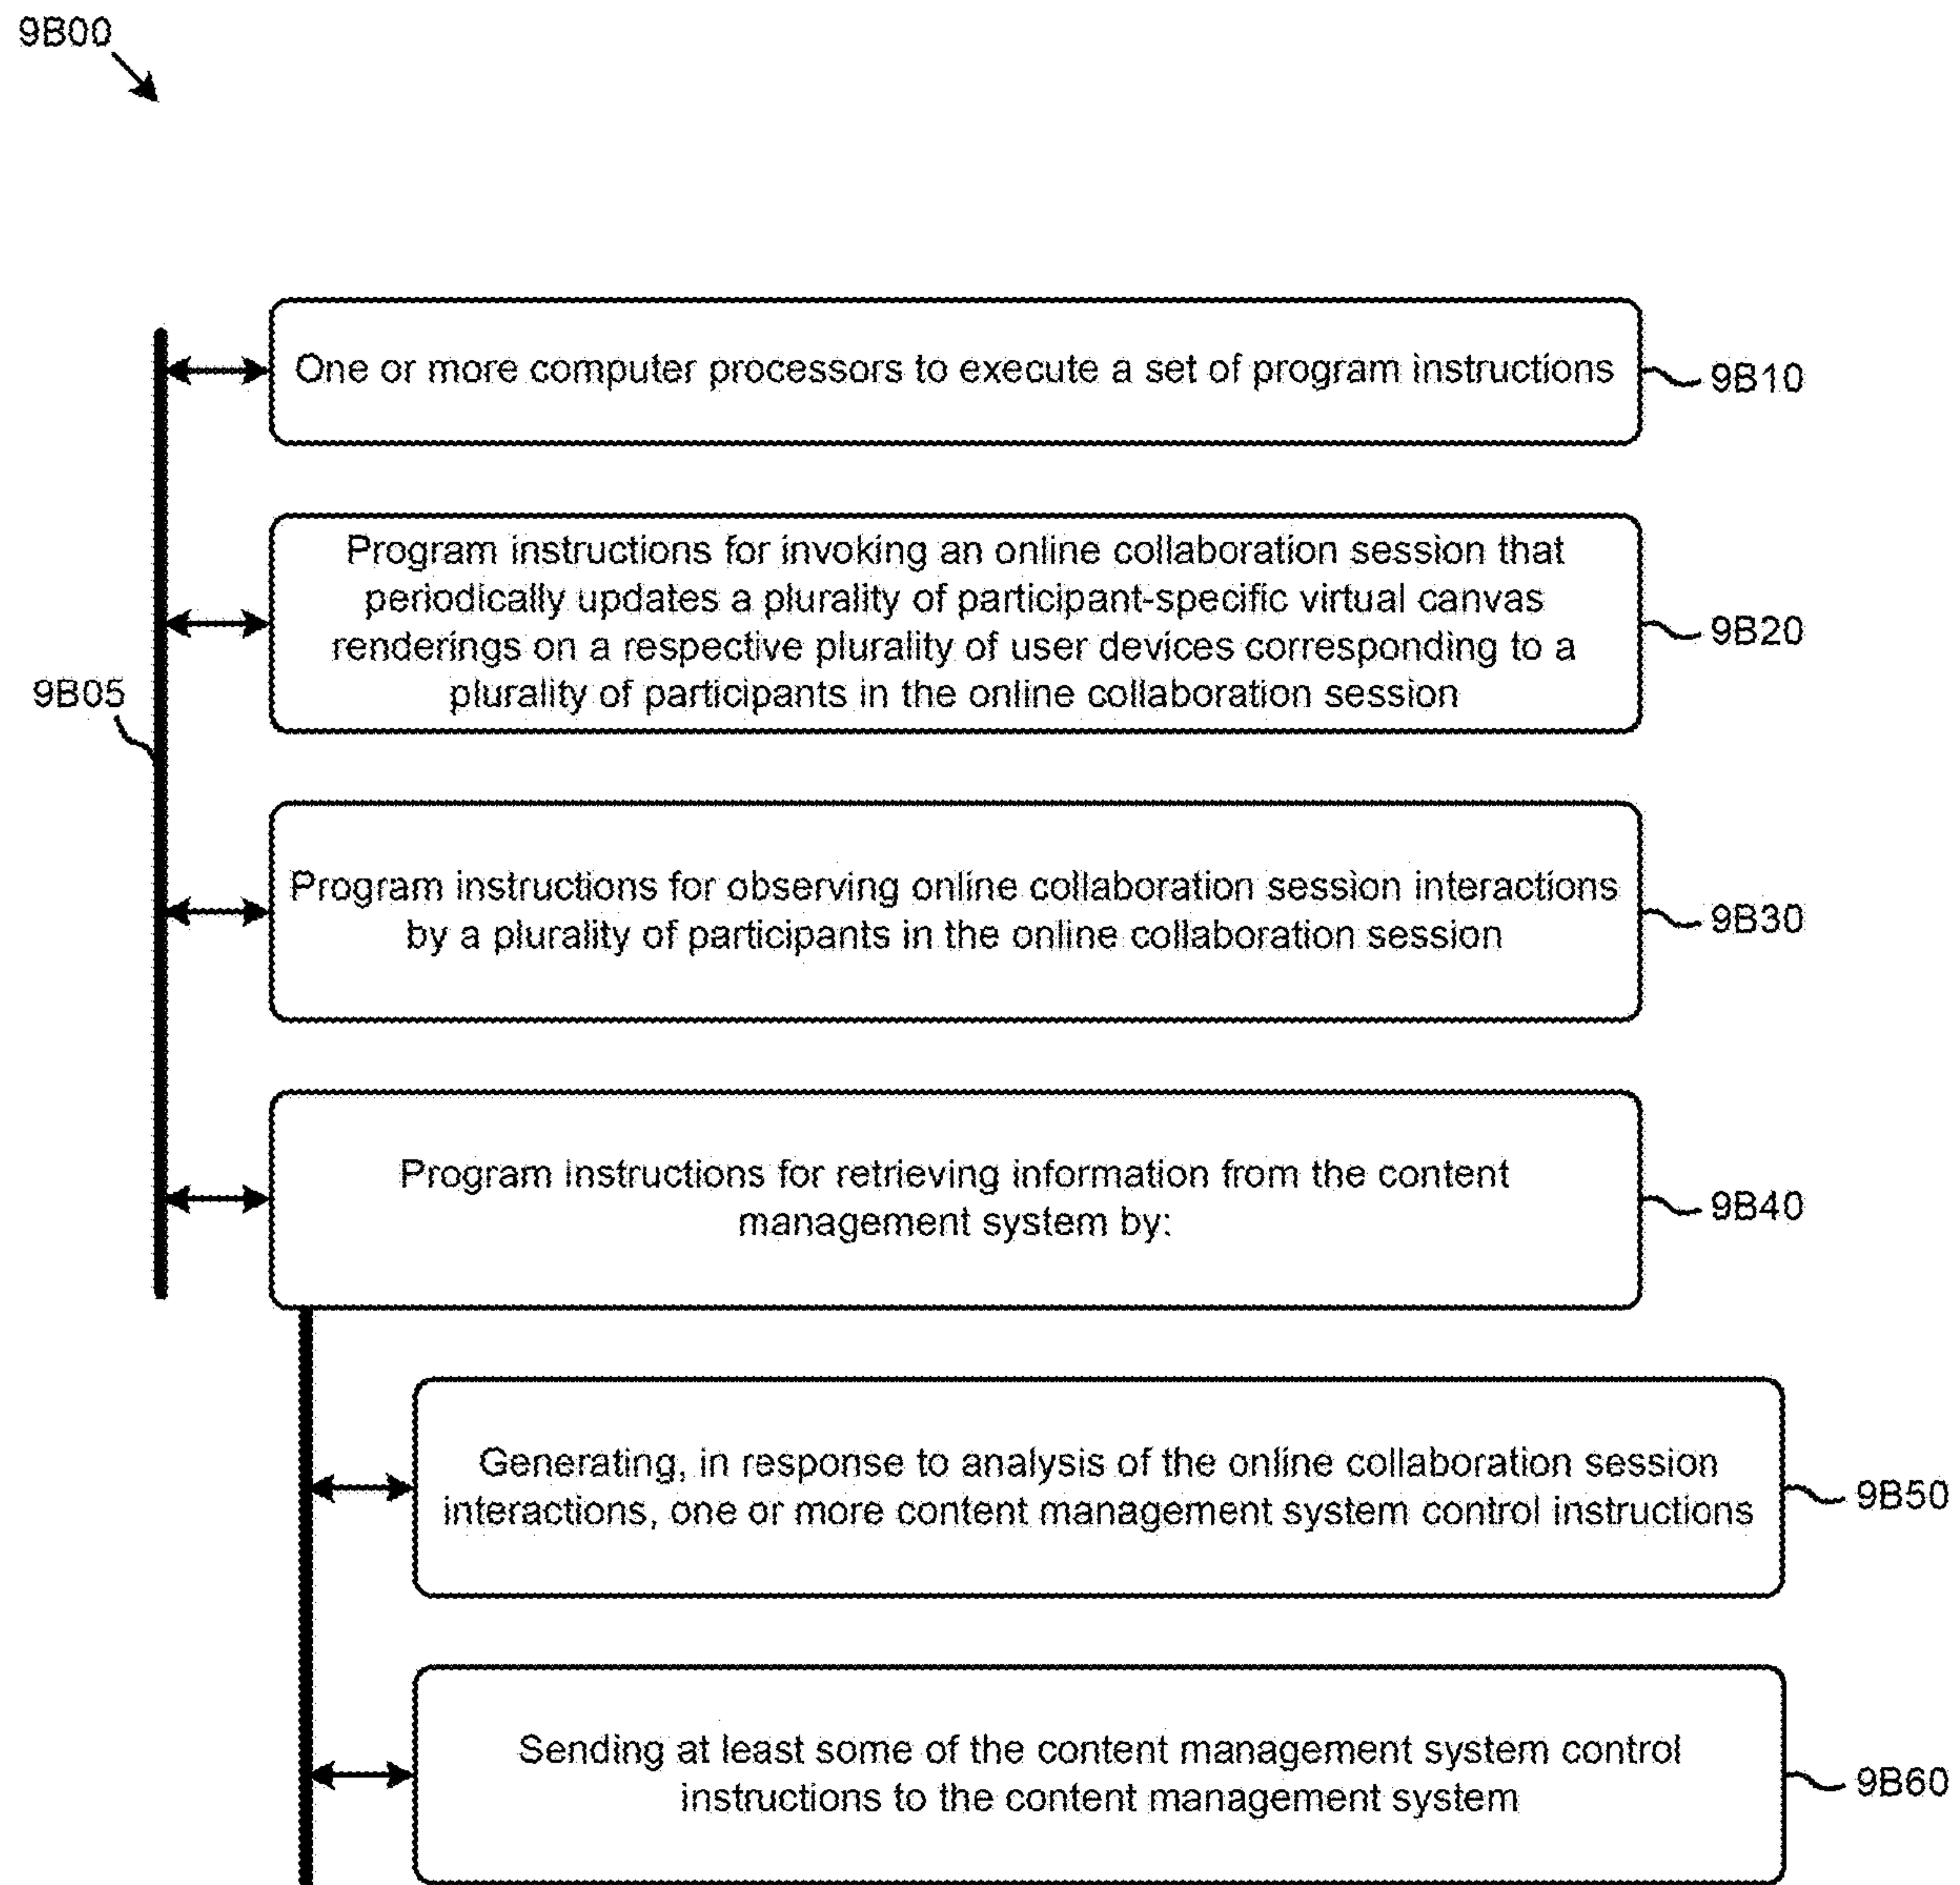 9B00
One or more computer processors to execute a set of program instructions
9B10
Program instructions for invoking an online collaboration session that
periodically updates a plurality of participant-specific virtual canvas
renderings on a respective plurality of user devices corresponding to a
plurality of participants in the online collaboration session
9B20
9B05
Program instructions for observing online collaboration session interactions
by a plurality of participants in the online collaboration session
9B30
Program instructions for retrieving information from the content
management system by:
9B40
Generating, in response to analysis of the online collaboration session
interactions, one or more content management system control instructions
9B50
Sending at least some of the content management system control
instructions to the content management system
9B60